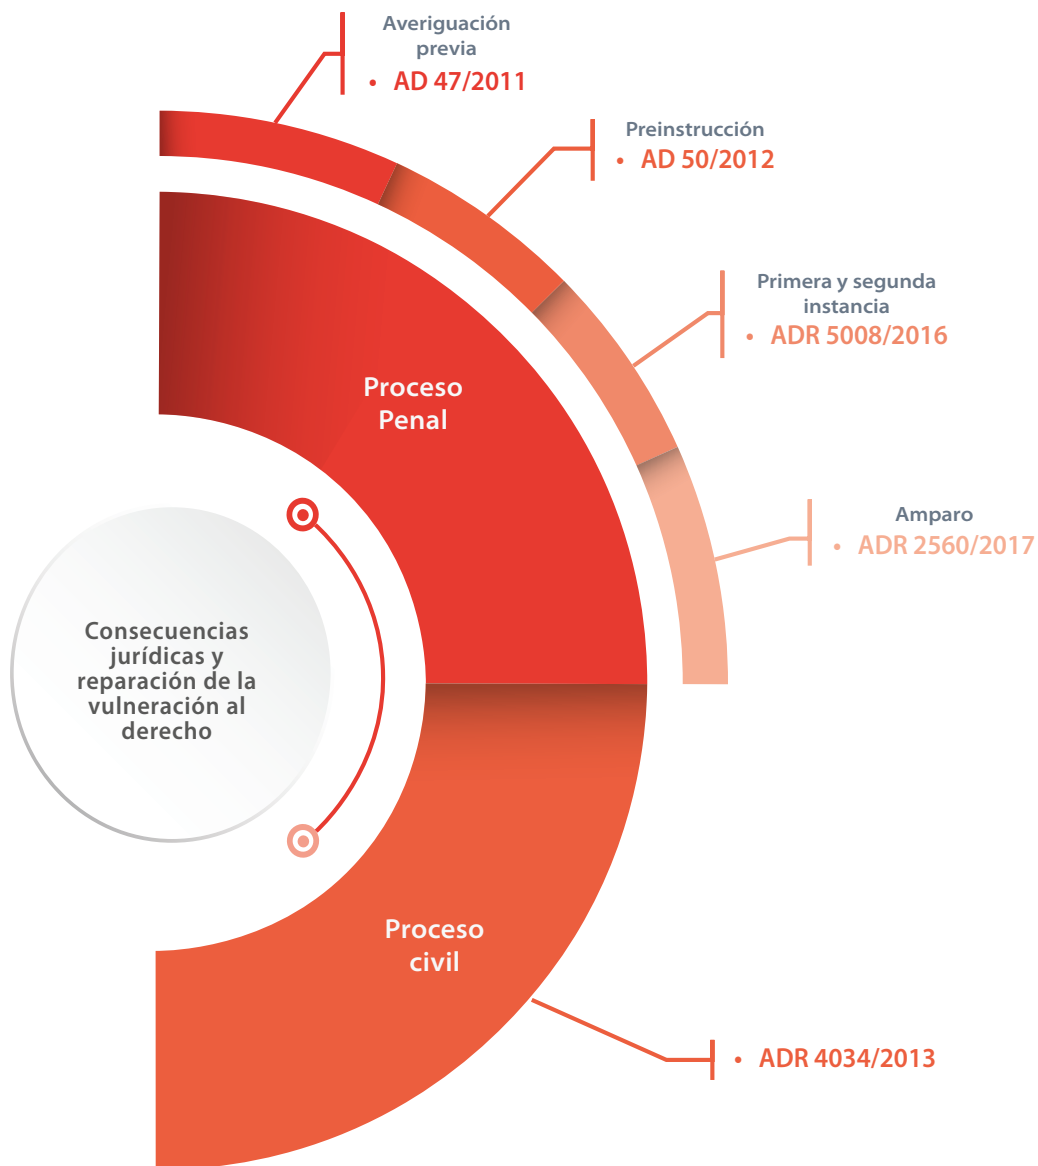 Averiguación
previa
• AD 47/2011
Preinstrucción
• AD 50/2012
Primera y segunda
instancia
• ADR 5008/2016
Proceso
Penal
Amparo
• ADR 2560/2017
Consecuencias
jurídicas y
reparación de la
vulneración al
derecho
Proceso
civil
• ADR 4034/2013